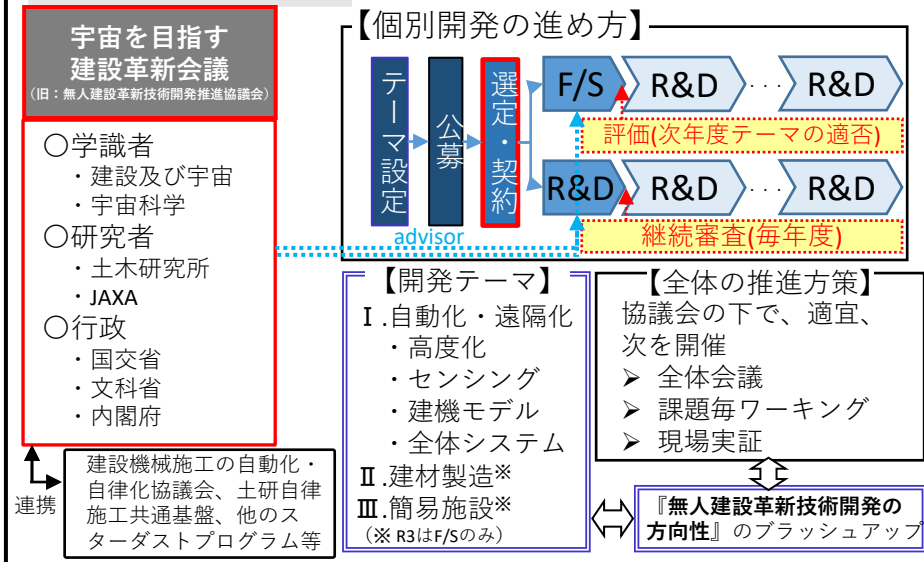 宇宙を目指す
建設革新会議
(旧：無人建設革新技術開発推進協議会)
〇学識者
・建設及び宇宙
・宇宙科学
〇研究者
・土木研究所
・JAXA
〇行政
・国交省
・文科省
・内閣府
連携
建設機械施工の自動化・
自律化協議会、土研自律
施工共通基盤、他のス
ターダストプログラム等
【個別開発の進め方】
テーマ設定
公募
選定・契約
F/S
R&D
・・・
R&D
評価(次年度テーマの適否)
R&D
R&D
・・・
R&D
継続審査(毎年度)
advisor
【開発テーマ】
Ⅰ.自動化・遠隔化
・高度化
・センシング
・建機モデル
・全体システム
Ⅱ.建材製造※
Ⅲ.簡易施設※
(※ R3はF/Sのみ)
【全体の推進方策】
協議会の下で、適宜、
次を開催
➢ 全体会議
➢ 課題毎ワーキング
➢ 現場実証
『無人建設革新技術開発の
方向性』のブラッシュアップ